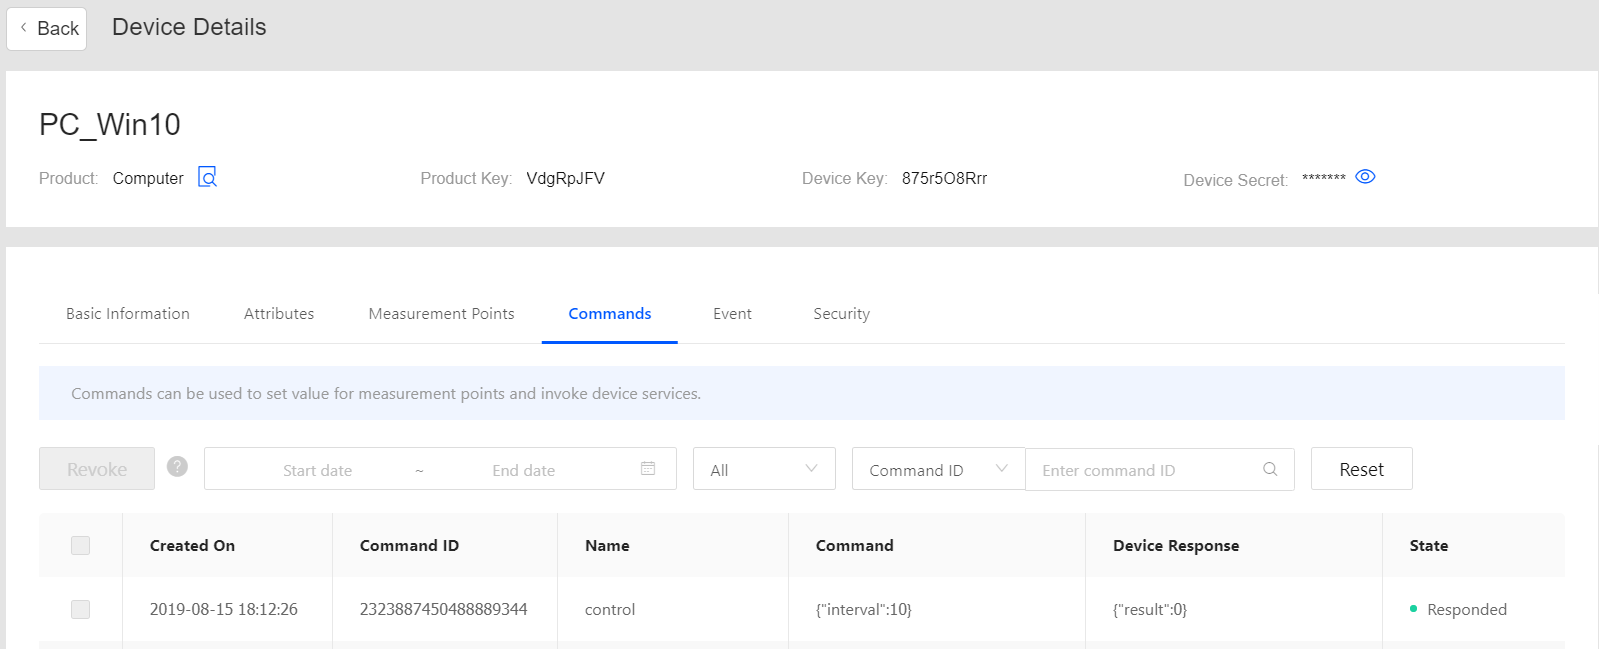 Back Device Details
PC_Win10
Product: Computer Product Key: VdgRpJFV Device Key: 875r5O8Rrr Device Secret: *******
Basic Information Attributes Measurement Points Commands Event Security
Commands can be used to set value for measurement points and invoke device services.
Revoke ? Start date ~ End date All Command ID Enter command ID Reset
Created On Command ID Name Command Device Response State
2019-08-15 18:12:26 2323887450488889344 control {"interval":10} {"result":0} Responded